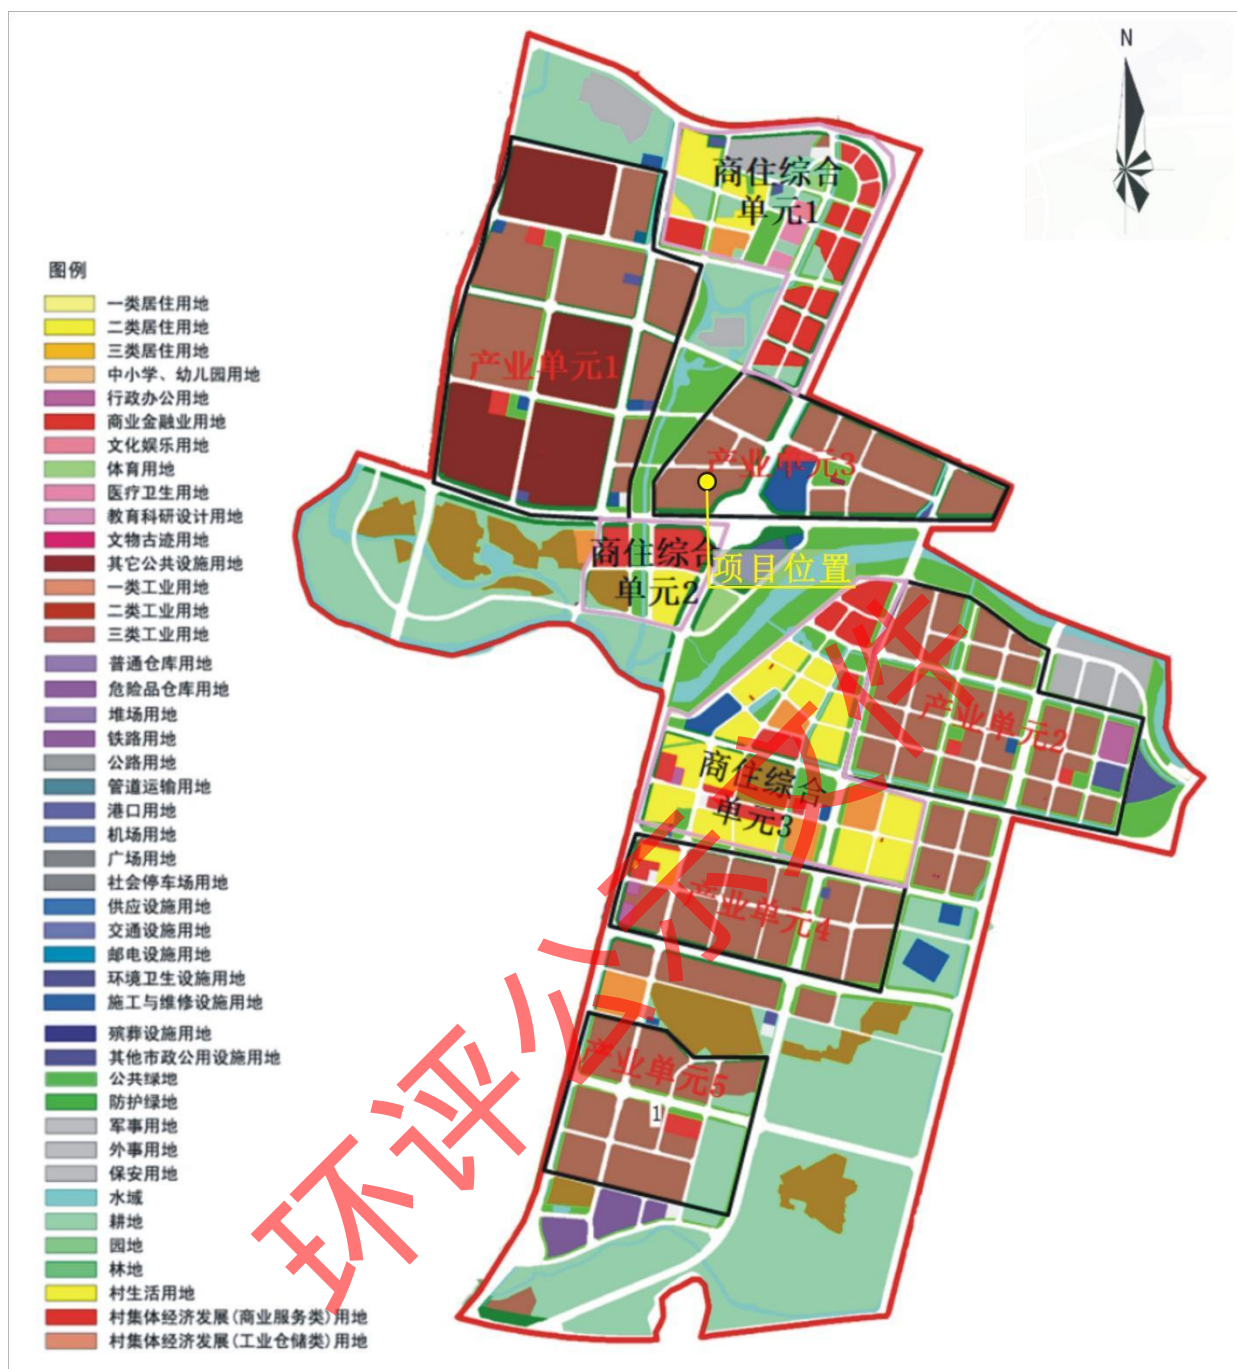 N
商住综合
单元1
图例
一类居住用地
二类居住用地
三类居住用地
中小学、幼儿园用地
行政办公用地
商业金融业用地
文化娱乐用地
体育用地
医疗卫生用地
教育科研设计用地
文物古迹用地
其它公共设施用地
一类工业用地
二类工业用地
三类工业用地
普通仓库用地
危险品仓库用地
堆场用地
铁路用地
公路用地
管道运输用地
港口用地
机场用地
广场用地
社会停车场用地
供应设施用地
交通设施用地
邮电设施用地
环境卫生设施用地
施工与维修设施用地
殡葬设施用地
其他市政公用设施用地
公共绿地
防护绿地
军事用地
外事用地
保安用地
水域
耕地
园地
林地
村生活用地
村集体经济发展(商业服务类)用地
村集体经济发展(工业仓储类)用地
产业单元1
产业单元3
商住综合
单元2
项目位置
产业单元2
商住综合
单元3
产业单元4
产业单元5
1
环评公示文件